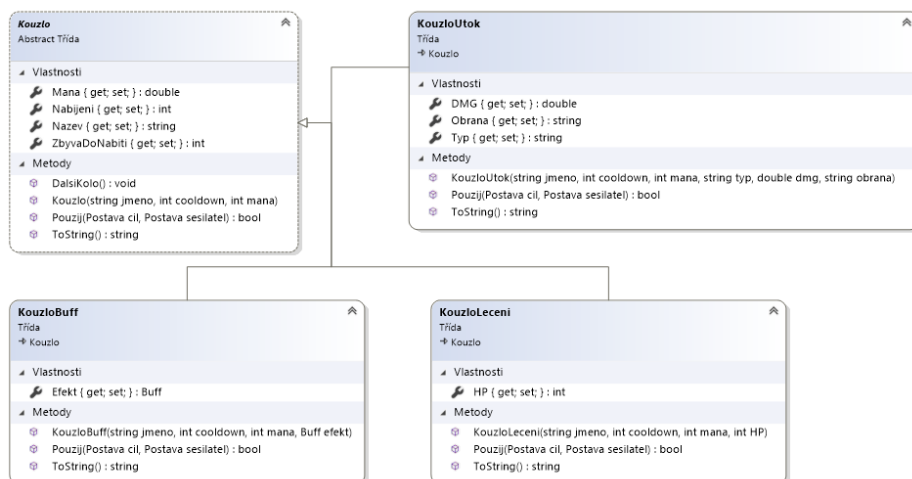 Kouzlo
Abstract Třída
Vlastnosti
Mana { get; set; } : double
Nabijeni { get; set; } : int
Nazev { get; set; } : string
ZbyvaDoNabiti { get; set; } : int
Metody
DalsiKolo() : void
Kouzlo(string jmeno, int cooldown, int mana)
Pouzij(Postava cil, Postava sesilatel) : bool
ToString() : string
KouzloUtok
Třída
Kouzlo
Vlastnosti
DMG { get; set; } : double
Obrana { get; set; } : string
Typ { get; set; } : string
Metody
KouzloUtok(string jmeno, int cooldown, int mana, string typ, double dmg, string obrana)
Pouzij(Postava cil, Postava sesilatel) : bool
ToString() : string
KouzloBuff
Třída
Kouzlo
Vlastnosti
Efekt { get; set; } : Buff
Metody
KouzloBuff(string jmeno, int cooldown, int mana, Buff efekt)
Pouzij(Postava cil, Postava sesilatel) : bool
ToString() : string
KouzloLeceni
Třída
Kouzlo
Vlastnosti
HP { get; set; } : int
Metody
KouzloLeceni(string jmeno, int cooldown, int mana, int HP)
Pouzij(Postava cil, Postava sesilatel) : bool
ToString() : string